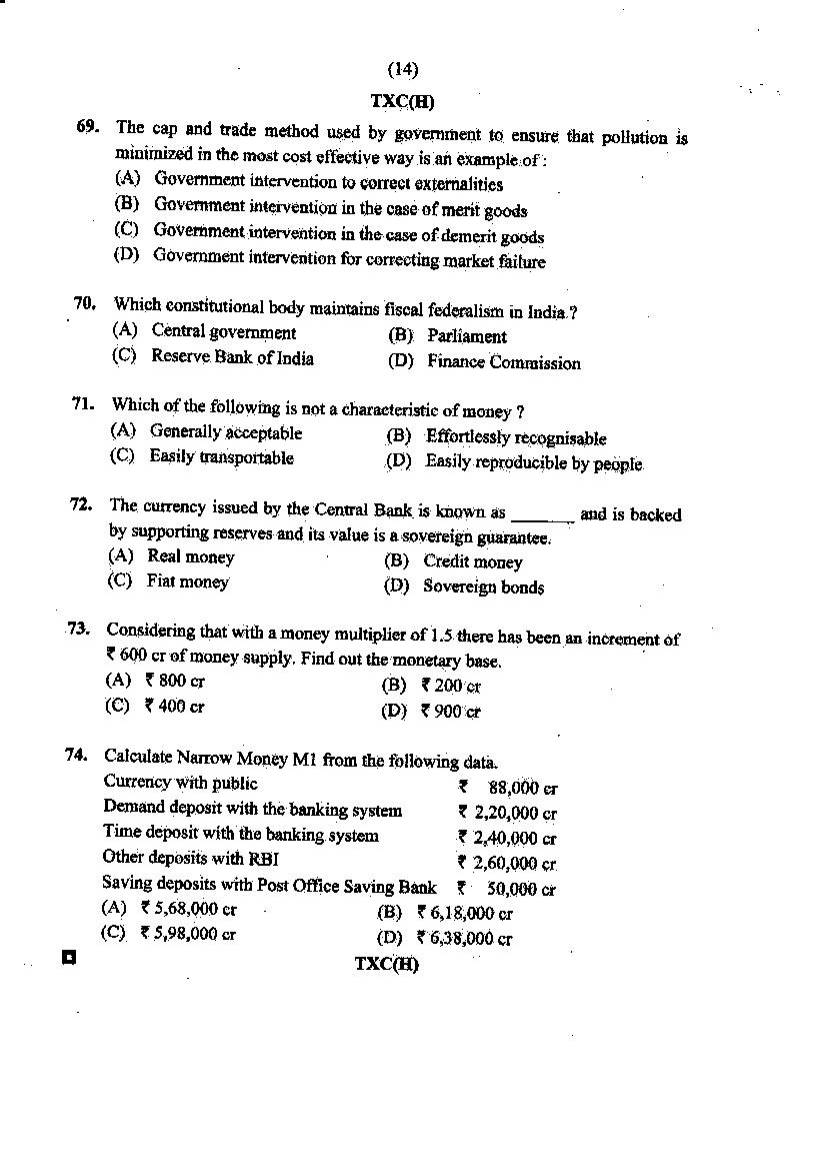 (14)
TXC(H)
69. The cap and trade method used by government to ensure that pollution is
minimized in the most cost effective way is an example of :
(A) Government intervention to correct externalities
(B) Government intervention in the case of merit goods
(C) Government intervention in the case of demerit goods
(D) Government intervention for correcting market failure
70. Which constitutional body maintains fiscal federalism in India ?
(A) Central government (B) Parliament
(C) Reserve Bank of India (D) Finance Commission
71. Which of the following is not a characteristic of money ?
(A) Generally acceptable (B) Effortlessly recognisable
(C) Easily transportable (D) Easily reproducible by people
72. The currency issued by the Central Bank is known as ______ and is backed
by supporting reserves and its value is a sovereign guarantee.
(A) Real money (B) Credit money
(C) Fiat money (D) Sovereign bonds
73. Considering that with a money multiplier of 1.5 there has been an increment of
₹ 600 cr of money supply. Find out the monetary base.
(A) ₹ 800 cr (B) ₹ 200 cr
(C) ₹ 400 cr (D) ₹ 900 cr
74. Calculate Narrow Money M1 from the following data.
Currency with public ₹ 88,000 cr
Demand deposit with the banking system ₹ 2,20,000 cr
Time deposit with the banking system ₹ 2,40,000 cr
Other deposits with RBI ₹ 2,60,000 cr
Saving deposits with Post Office Saving Bank ₹ 50,000 cr
(A) ₹ 5,68,000 cr (B) ₹ 6,18,000 cr
(C) ₹ 5,98,000 cr (D) ₹ 6,38,000 cr
TXC(H)